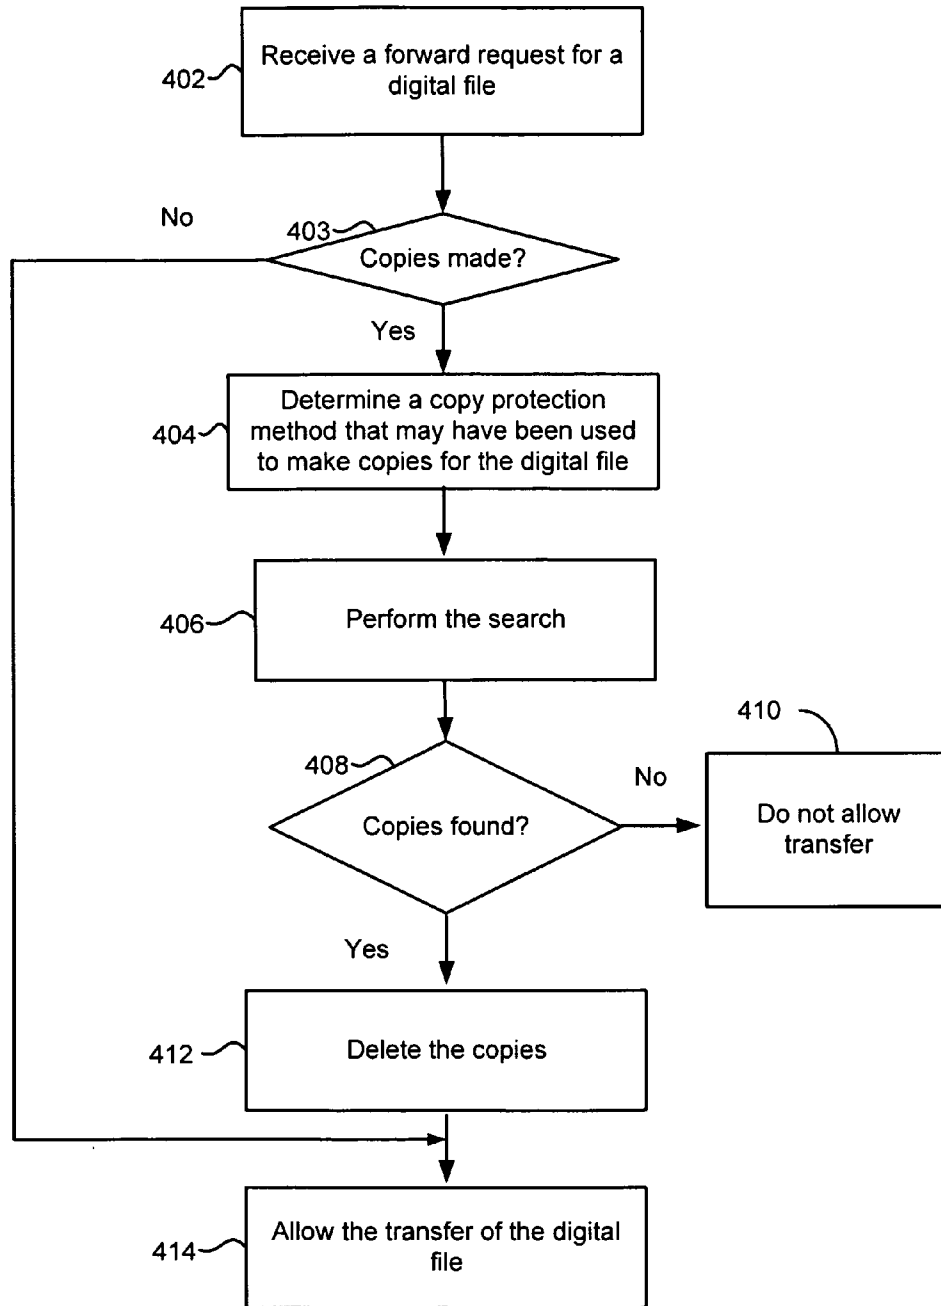 Receive a forward request for a
digital file
402
No
403
Copies made?
Yes
Determine a copy protection
method that may have been used
to make copies for the digital file
404
Perform the search
406
410
408
No
Copies found?
Do not allow
transfer
Yes
Delete the copies
412
Allow the transfer of the digital
file
414